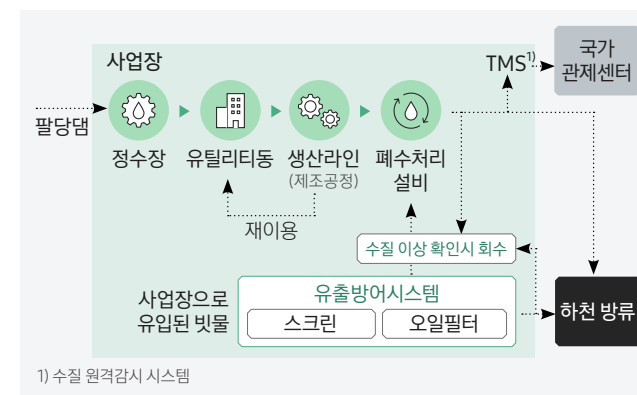 사업장
TMS1)
국가
관제센터
팔당댐
정수장
유틸리티동
생산라인
(제조공정)
폐수처리
설비
재이용
수질 이상 확인시 회수
사업장으로
유입된 빗물
유출방어시스템
스크린
오일필터
하천 방류
1) 수질 원격감시 시스템